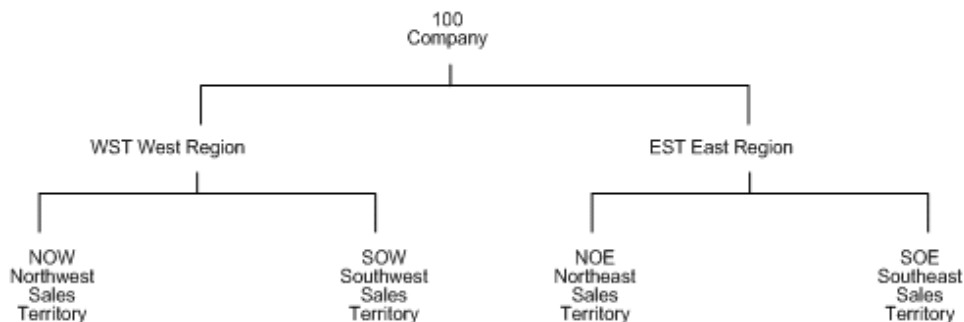 100
Company
WST West Region
EST East Region
NOW
Northwest
Sales
Territory
SOW
Southwest
Sales
Territory
NOE
Northeast
Sales
Territory
SOE
Southeast
Sales
Territory